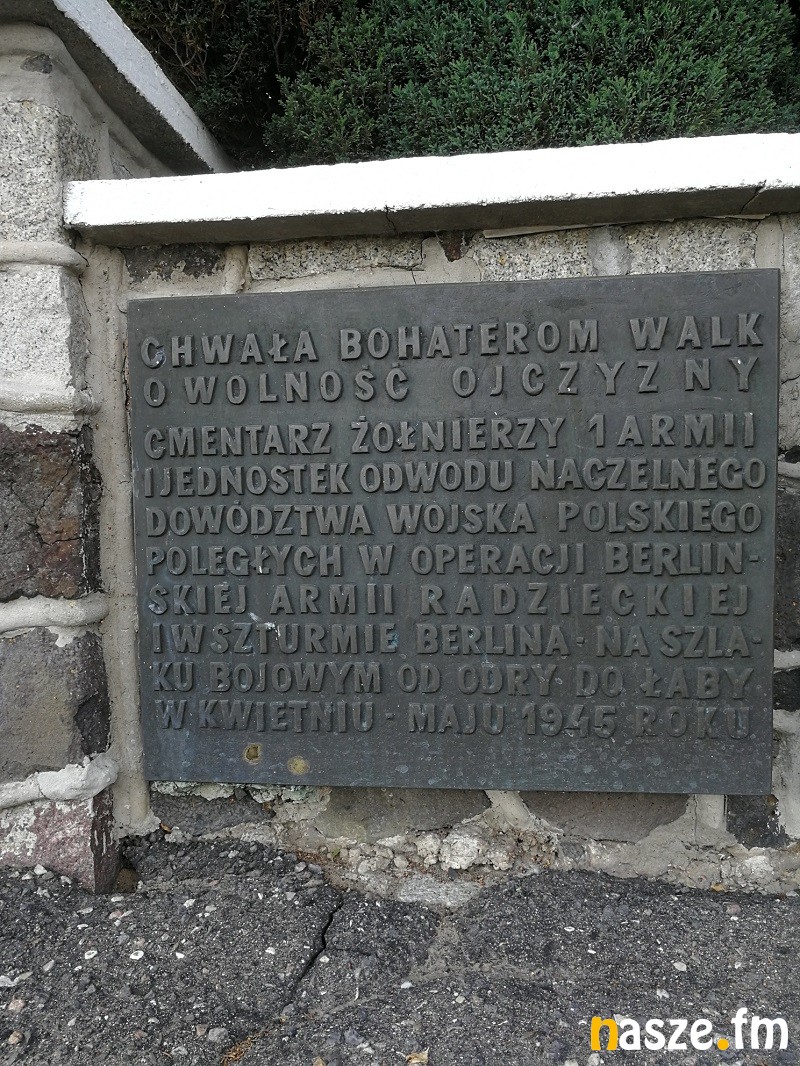 CHWAŁA BOHATEROM WALK
O WOLNOŚĆ OJCZYZNY
CMENTARZ ŻOŁNIERZY 1 ARMII
I JEDNOSTEK ODWODU NACZELNEGO
DOWÓDZTWA WOJSKA POLSKIEGO
POLEGŁYCH W OPERACJI BERLIN-
SKIEJ ARMII RADZIECKIEJ
I W SZTURMIE BERLINA · NA SZLA-
KU BOJOWYM OD ODRY DO ŁABY
W KWIETNIU - MAJU 1945 ROKU
nasze.fm